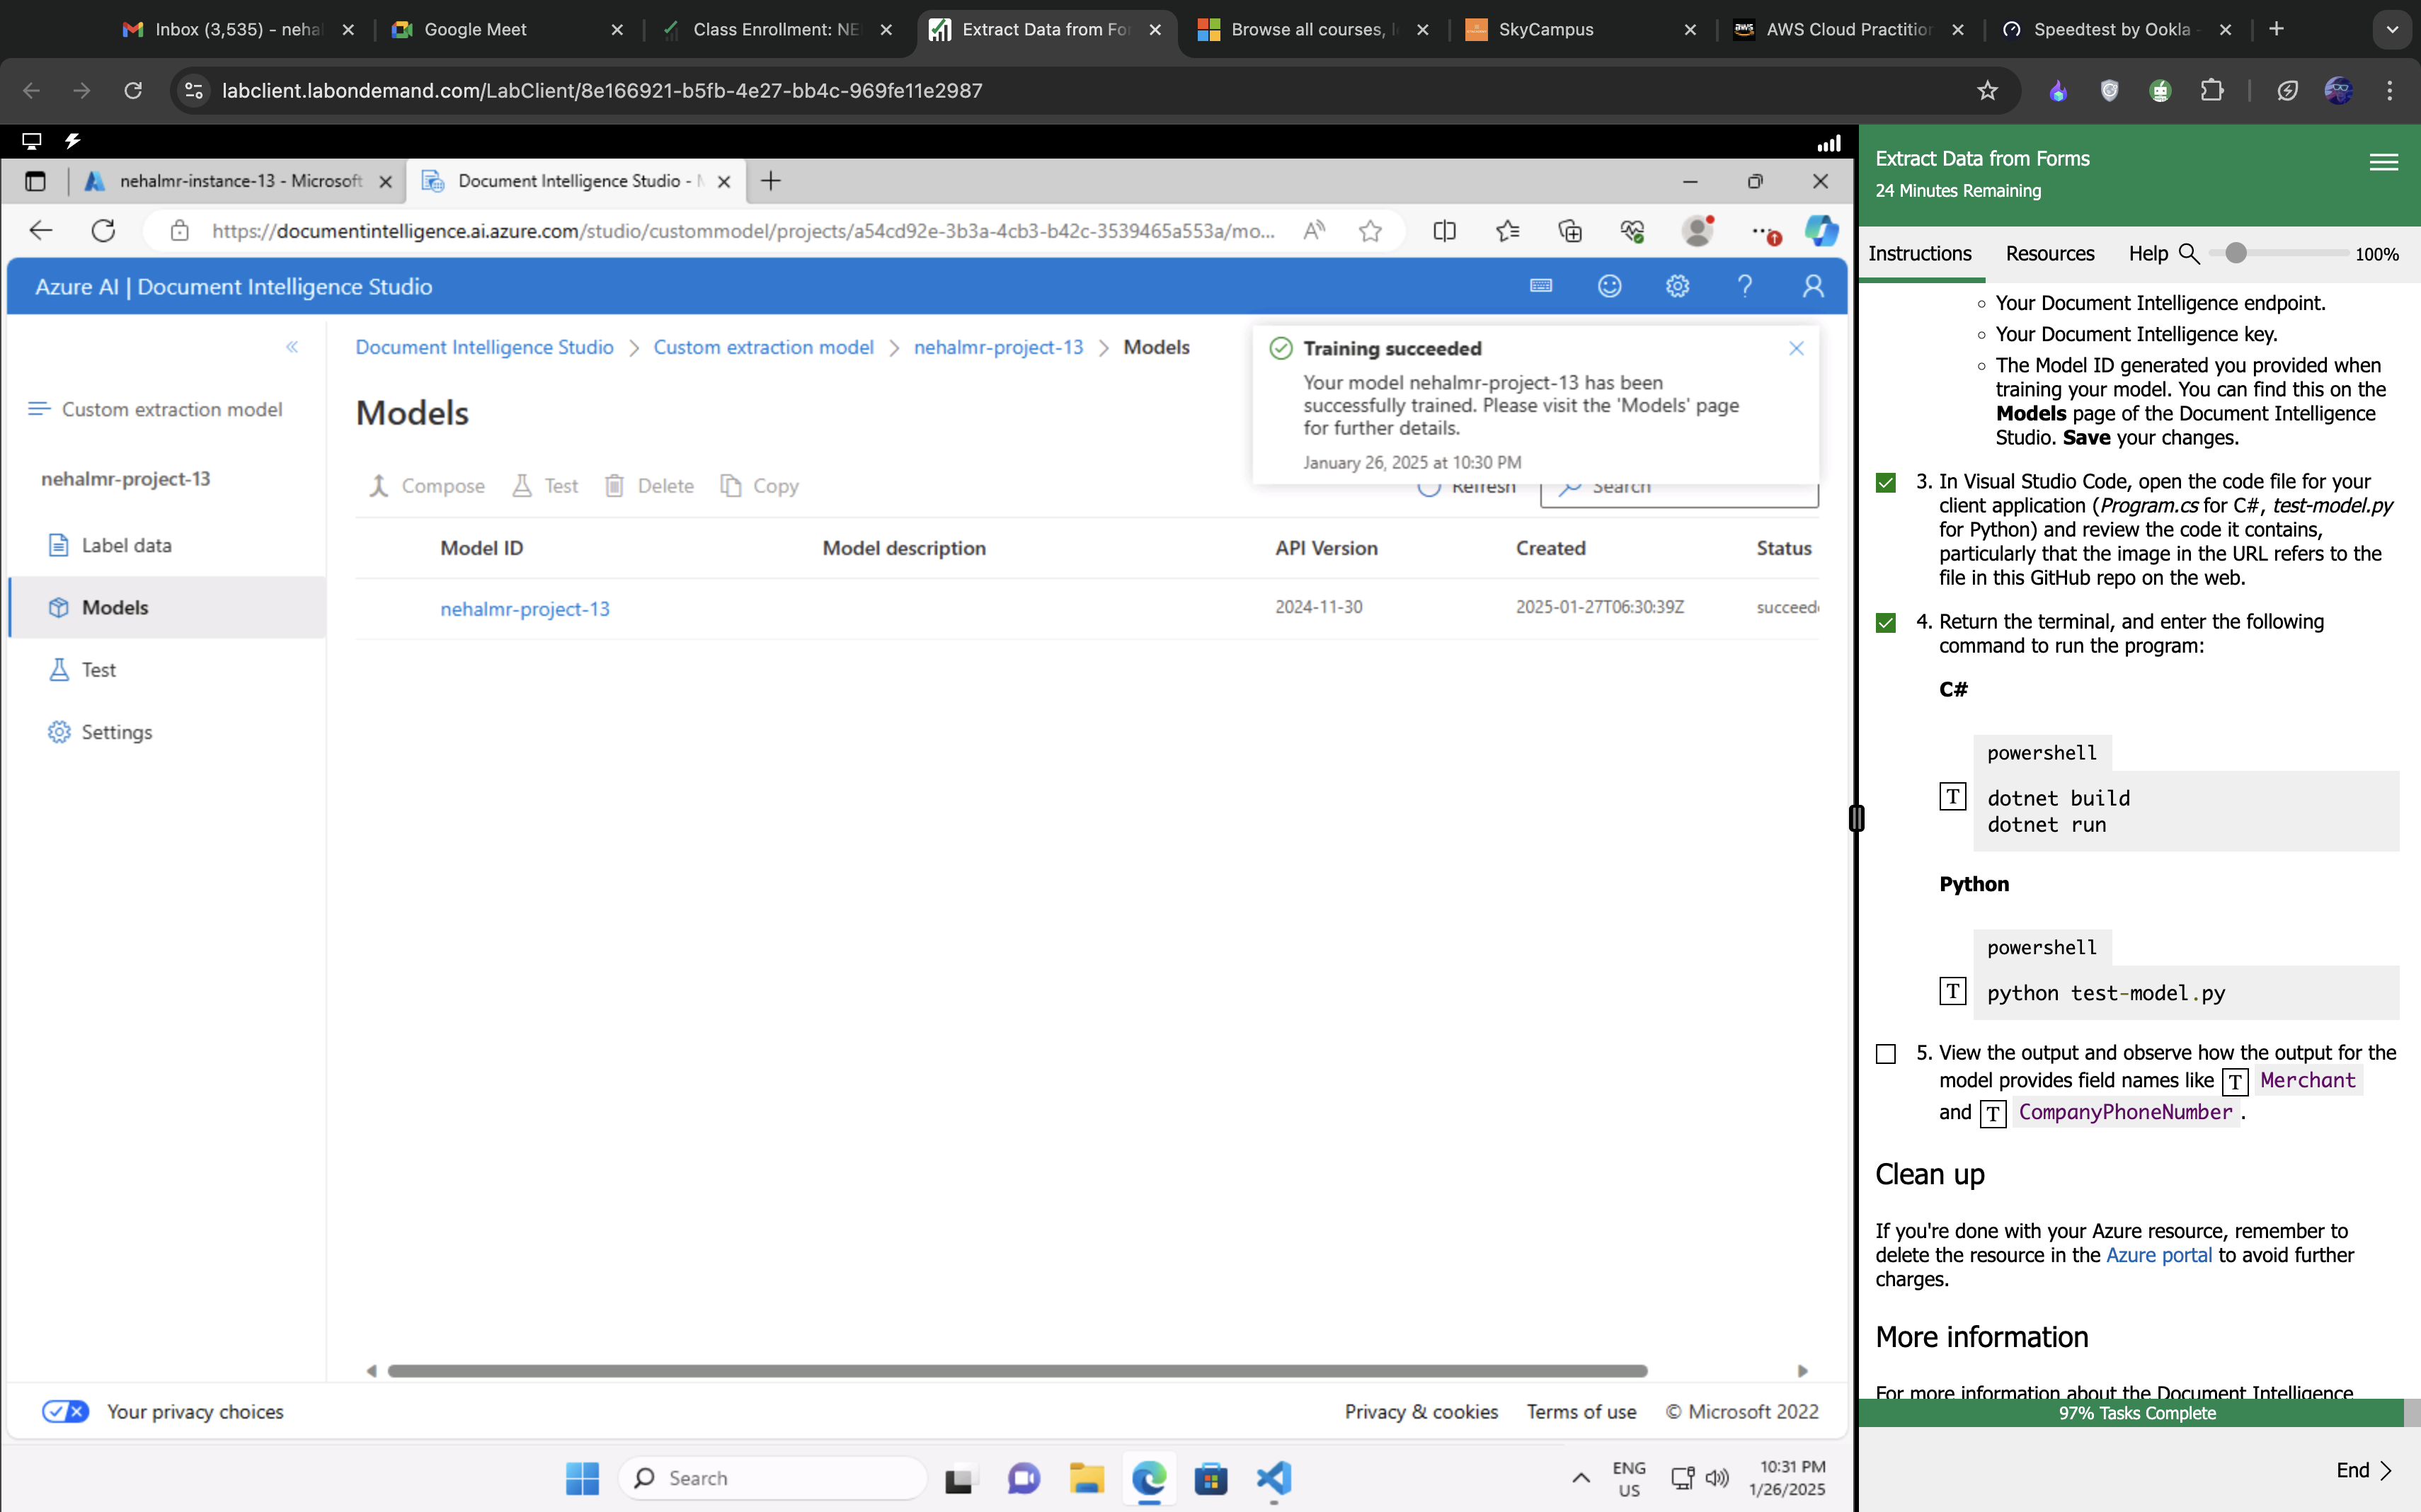 Inbox (3,535) - neha
Google Meet
Class Enrollment: NE
Extract Data from For
Browse all courses, l
SkyCampus
AWS Cloud Practition
Speedtest by Ookla -
labclient.labondemand.com/LabClient/8e166921-b5fb-4e27-bb4c-969fe11e2987
nehalmr-instance-13 - Microsoft
Document Intelligence Studio - M
https://documentintelligence.ai.azure.com/studio/custommodel/projects/a54cd92e-3b3a-4cb3-b42c-3539465a553a/mo...
Azure AI | Document Intelligence Studio
Custom extraction model
nehalmr-project-13
Label data
Models
Test
Settings
Document Intelligence Studio > Custom extraction model > nehalmr-project-13 > Models
Models
Training succeeded
Your model nehalmr-project-13 has been
successfully trained. Please visit the 'Models' page
for further details.
January 26, 2025 at 10:30 PM
Compose Test Delete Copy Refresh Search
Model ID Model description API Version Created Status
nehalmr-project-13 2024-11-30 2025-01-27T06:30:39Z succeed
Your privacy choices
Privacy & cookies Terms of use © Microsoft 2022
Search
ENG
US
10:31 PM
1/26/2025
Extract Data from Forms
24 Minutes Remaining
Instructions Resources Help 100%
Your Document Intelligence endpoint.
Your Document Intelligence key.
The Model ID generated you provided when
training your model. You can find this on the
Models page of the Document Intelligence
Studio. Save your changes.
3. In Visual Studio Code, open the code file for your
client application (Program.cs for C#, test-model.py
for Python) and review the code it contains,
particularly that the image in the URL refers to the
file in this GitHub repo on the web.
4. Return the terminal, and enter the following
command to run the program:
C#
powershell
T dotnet build
dotnet run
Python
powershell
T python test-model.py
5. View the output and observe how the output for the
model provides field names like T Merchant
and T CompanyPhoneNumber .
Clean up
If you're done with your Azure resource, remember to
delete the resource in the Azure portal to avoid further
charges.
More information
For more information about the Document Intelligence
97% Tasks Complete
End